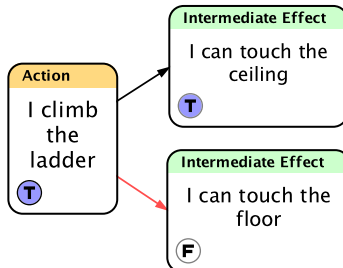 Action
I climb
the
ladder
T
Intermediate Effect
I can touch the
ceiling
T
Intermediate Effect
I can touch the
floor
F